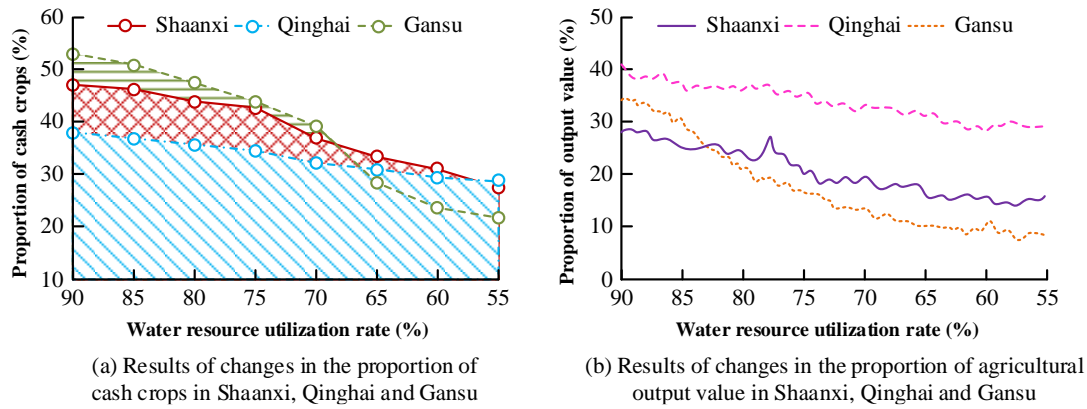 Shaanxi Qinghai Gansu
Proportion of cash crops (%)
60
50
40
30
20
10
90 85 80 75 70 65 60 55
Water resource utilization rate (%)
(a) Results of changes in the proportion of
cash crops in Shaanxi, Qinghai and Gansu
Shaanxi Qinghai Gansu
Proportion of output value (%)
50
40
30
20
10
0
90 85 80 75 70 65 60 55
Water resource utilization rate (%)
(b) Results of changes in the proportion of agricultural
output value in Shaanxi, Qinghai and Gansu